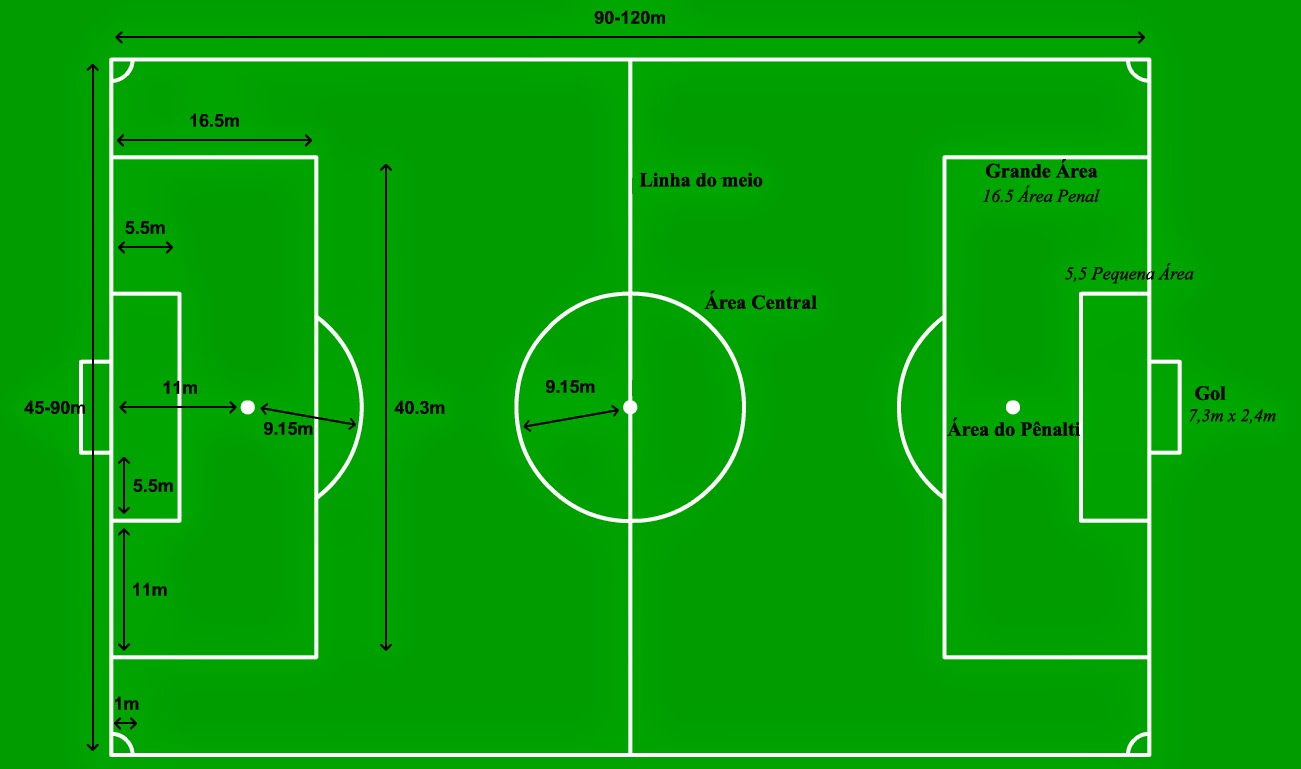 90-120m
16.5m
Linha do meio
Grande Área
16.5 Área Penal
5.5m
5,5 Pequena Área
Área Central
11m
9.15m
45-90m
40.3m
Gol
7,3m x 2,4m
9.15m
Área do Pênalti
5.5m
11m
1m